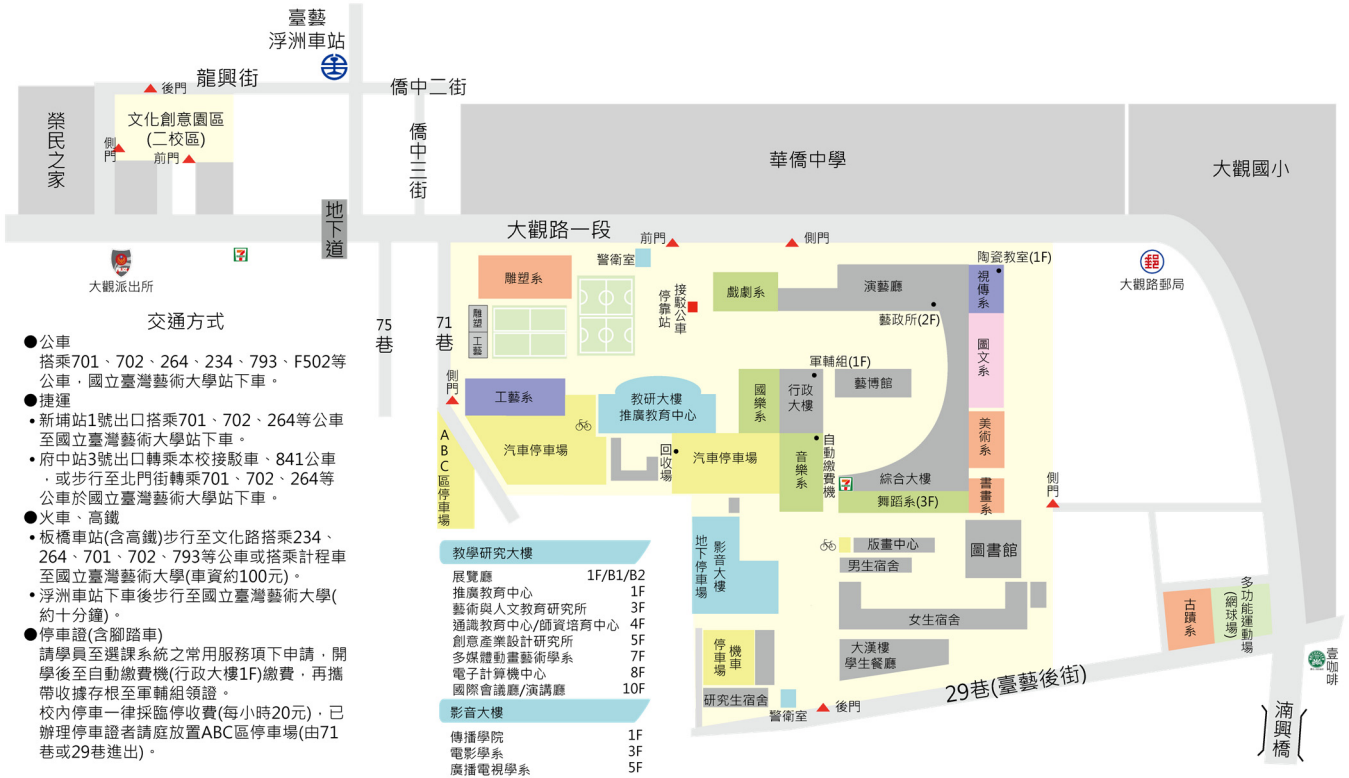 臺藝
浮洲車站
龍興街
後門
僑中二街
榮民之家
文化創意園區
(二校區)
側門
前門
僑中三街
華僑中學
大觀國小
地下道
大觀路一段
大觀派出所
7
前門
側門
警衛室
陶瓷教室(1F)
郵
大觀路郵局
雕塑系
接駁公車
停靠站
戲劇系
演藝廳
視傳系
藝政所(2F)
雕塑
工藝
75巷
71巷
圖文系
軍輔組(1F)
側門
工藝系
教研大樓
推廣教育中心
國樂系
行政
大樓
藝博館
美術系
ABC區停車場
汽車停車場
回收場
汽車停車場
音樂系
自動繳費機
7
綜合大樓
舞蹈系(3F)
書畫系
側門
地下停車場
影音大樓
版畫中心
男生宿舍
圖書館
女生宿舍
古蹟系
多功能運動場
(網球場)
機車
停車場
大漢樓
學生餐廳
研究生宿舍
警衛室
後門
29巷(臺藝後街)
壹咖啡
湳興橋
交通方式
●公車
搭乘701、702、264、234、793、F502等
公車，國立臺灣藝術大學站下車。
●捷運
•新埔站1號出口搭乘701、702、264等公車
至國立臺灣藝術大學站下車。
•府中站3號出口轉乘本校接駁車、841公車
，或步行至北門街轉乘701、702、264等
公車於國立臺灣藝術大學站下車。
●火車、高鐵
•板橋車站(含高鐵)步行至文化路搭乘234、
264、701、702、793等公車或搭乘計程車
至國立臺灣藝術大學(車資約100元)。
•浮洲車站下車後步行至國立臺灣藝術大學(
約十分鐘)。
●停車證(含腳踏車)
請學員至選課系統之常用服務項下申請，開
學後至自動繳費機(行政大樓1F)繳費，再攜
帶收據存根至軍輔組領證。
校內停車一律採臨停收費(每小時20元)，已
辦理停車證者請庭放置ABC區停車場(由71
巷或29巷進出)。
教學研究大樓
展覽廳 1F/B1/B2
推廣教育中心 1F
藝術與人文教育研究所 3F
通識教育中心/師資培育中心 4F
創意產業設計研究所 5F
多媒體動畫藝術學系 7F
電子計算機中心 8F
國際會議廳/演講廳 10F
影音大樓
傳播學院 1F
電影學系 3F
廣播電視學系 5F